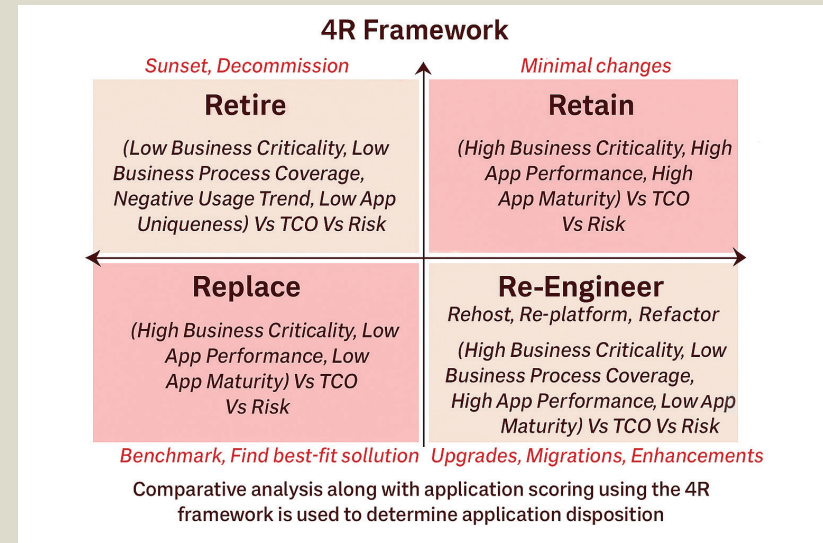 4R Framework
Sunset, Decommission
Retire
(Low Business Criticality, Low
Business Process Coverage,
Negative Usage Trend, Low App
Uniqueness) Vs TCO Vs Risk
Minimal changes
Retain
(High Business Criticality, High
App Performance, High
App Maturity) Vs TCO
Vs Risk
Replace
(High Business Criticality, Low
App Performance, Low
App Maturity) Vs TCO
Vs Risk
Benchmark, Find best-fit sollution
Re-Engineer
Rehost, Re-platform, Refactor
(High Business Criticality, Low
Business Process Coverage,
High App Performance, Low App
Maturity) Vs TCO Vs Risk
Upgrades, Migrations, Enhancements
Comparative analysis along with application scoring using the 4R
framework is used to determine application disposition